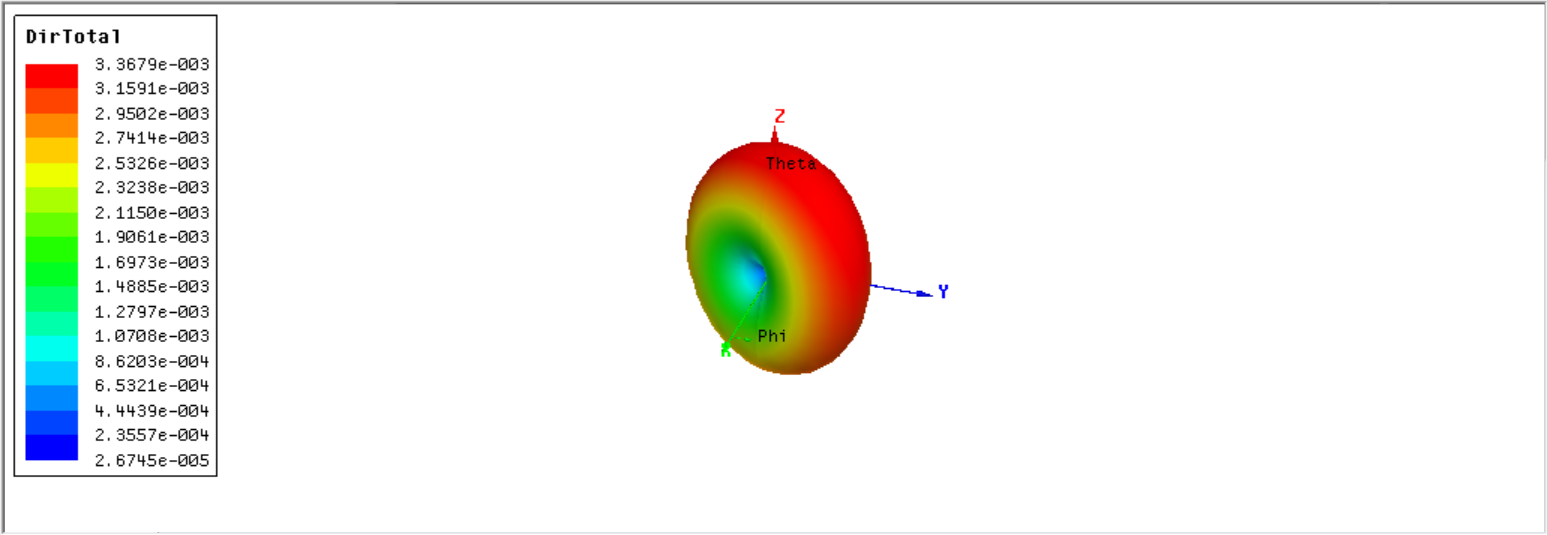 DirTotal
3.3679e-003
3.1591e-003
2.9502e-003
2.7414e-003
2.5326e-003
2.3238e-003
2.1150e-003
1.9061e-003
1.6973e-003
1.4885e-003
1.2797e-003
1.0708e-003
8.6203e-004
6.5321e-004
4.4439e-004
2.3557e-004
2.6745e-005
Z
Theta
Y
Phi
X